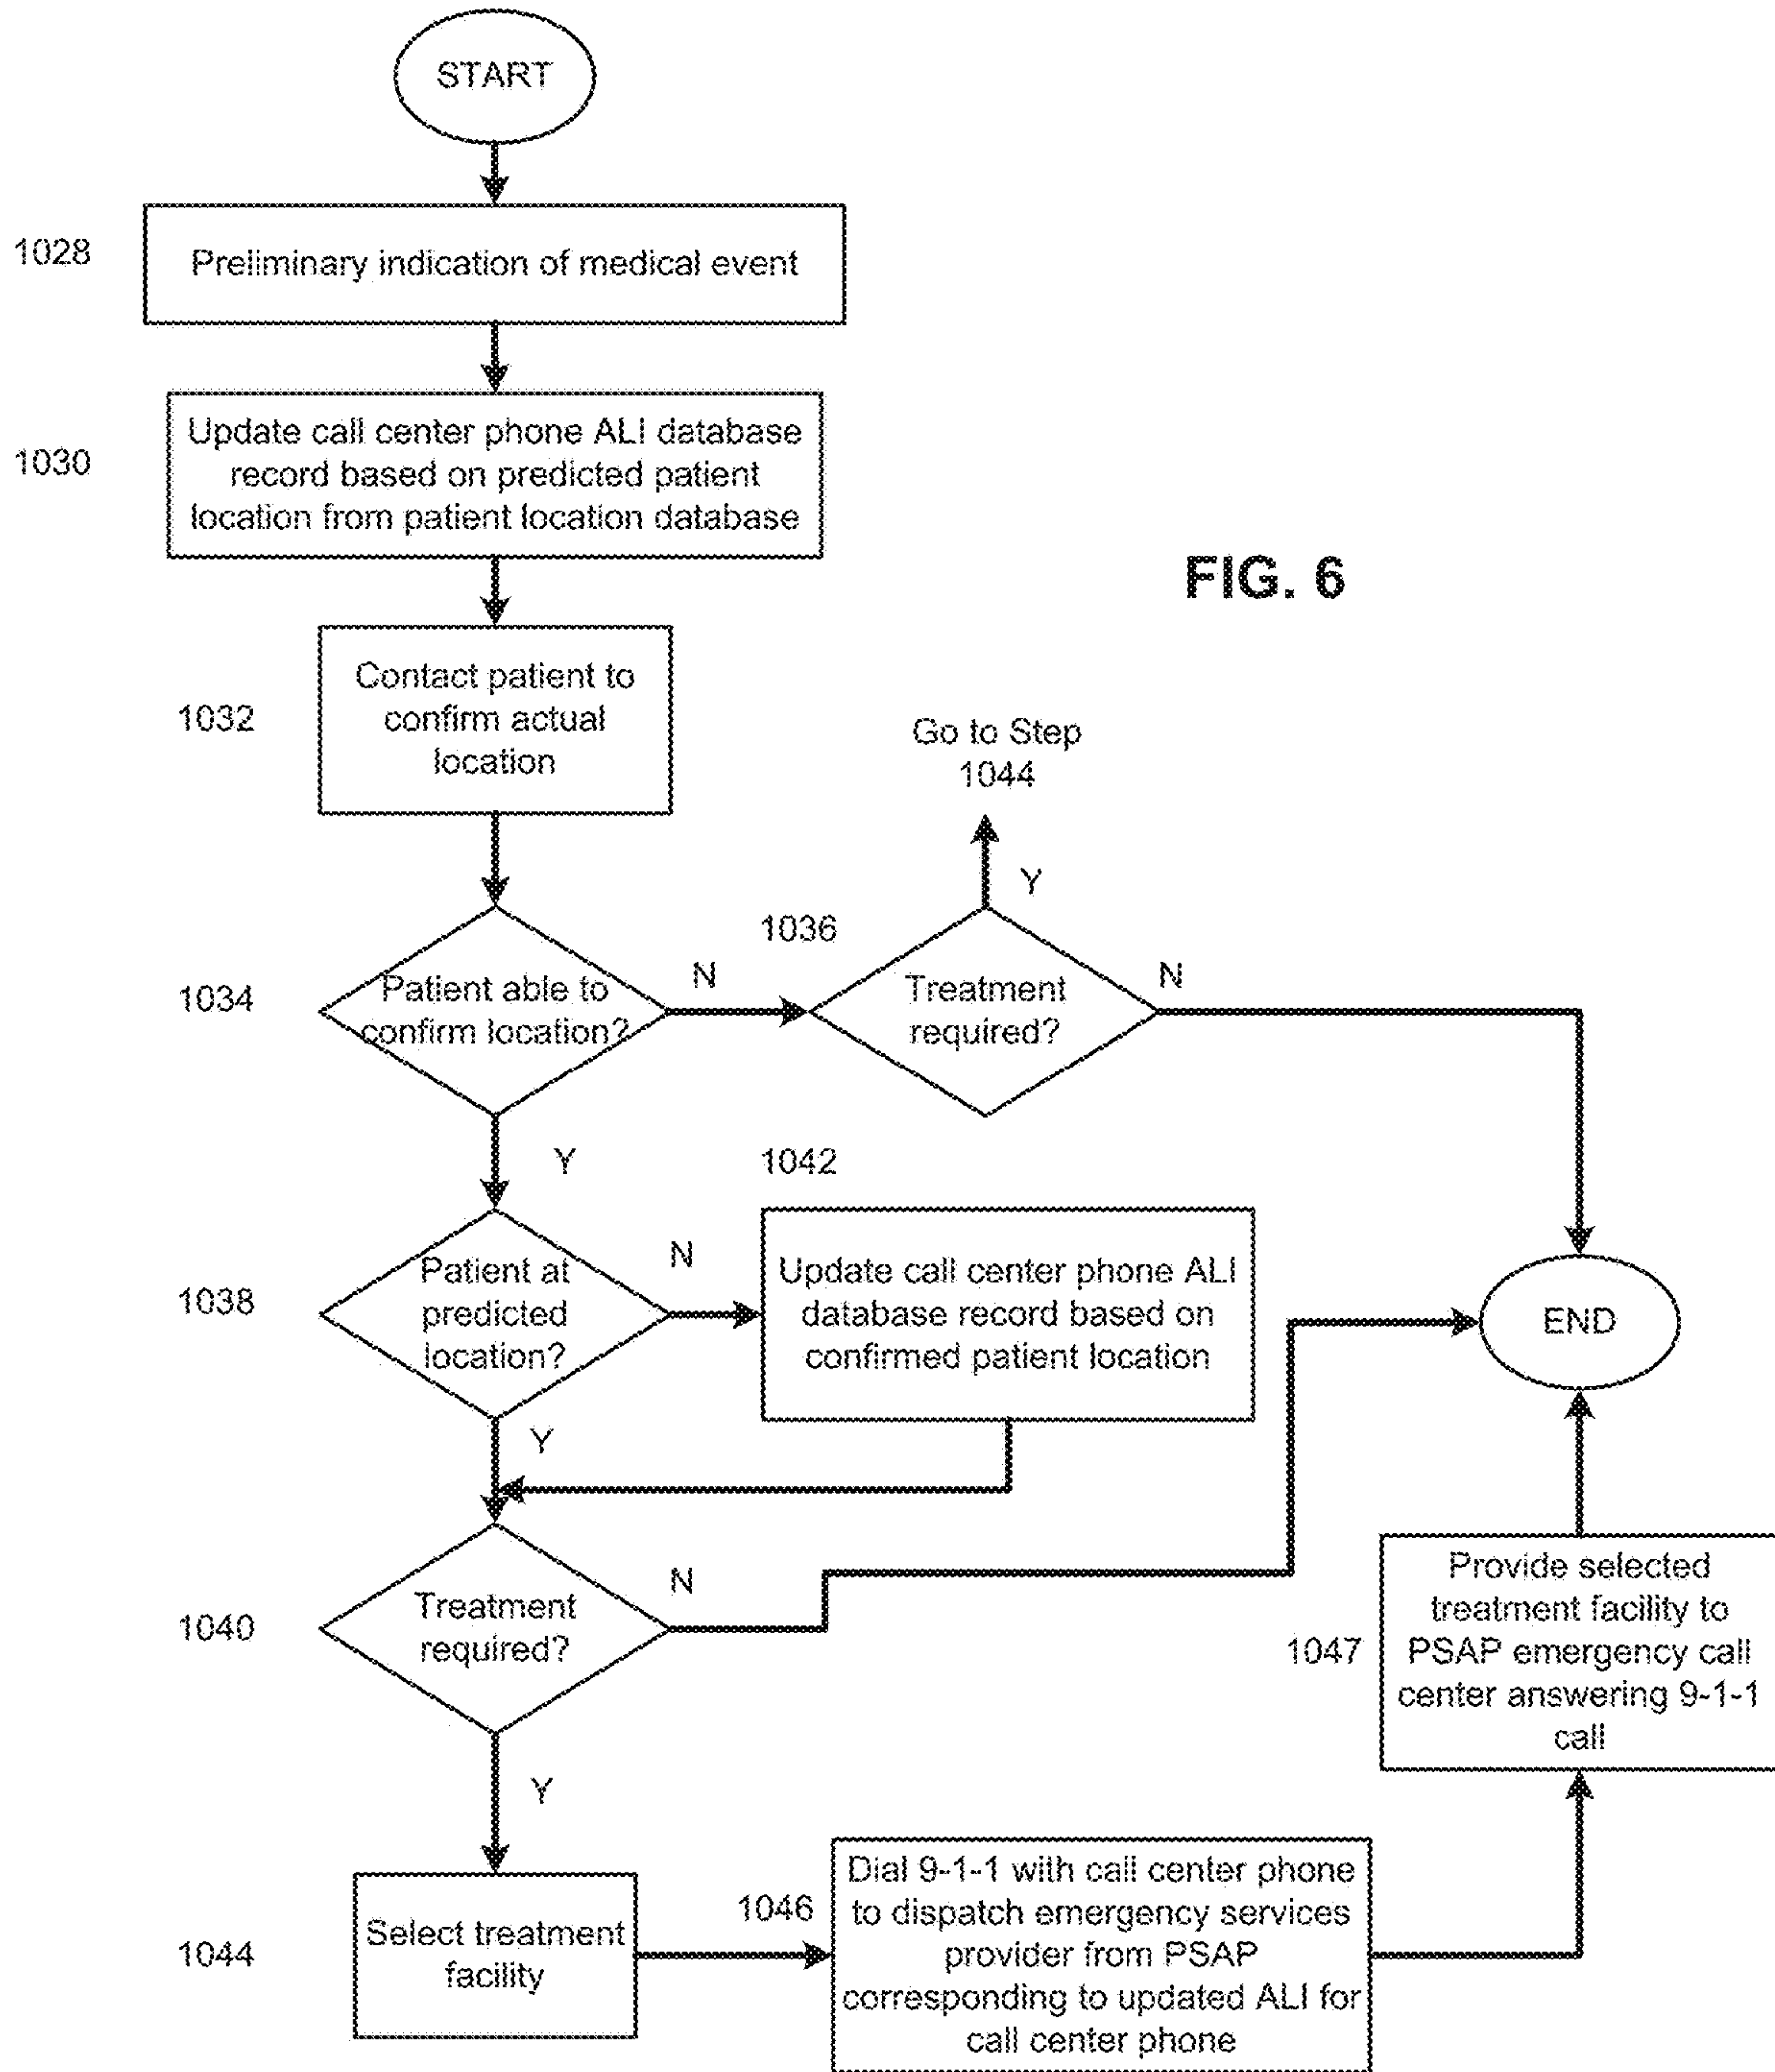 START
1028
Preliminary indication of medical event
1030
Update call center phone ALI database
record based on predicted patient
location from patient location database
FIG. 6
1032
Contact patient to
confirm actual
location
Go to Step
1044
Y
1036
1034
Patient able to
confirm location?
N
Treatment
required?
N
Y
1042
1038
Patient at
predicted
location?
N
Update call center phone ALI
database record based on
confirmed patient location
END
Y
1040
Treatment
required?
N
1047
Provide selected
treatment facility to
PSAP emergency call
center answering 9-1-1
call
Y
1044
Select treatment
facility
1046
Dial 9-1-1 with call center phone
to dispatch emergency services
provider from PSAP
corresponding to updated ALI for
call center phone